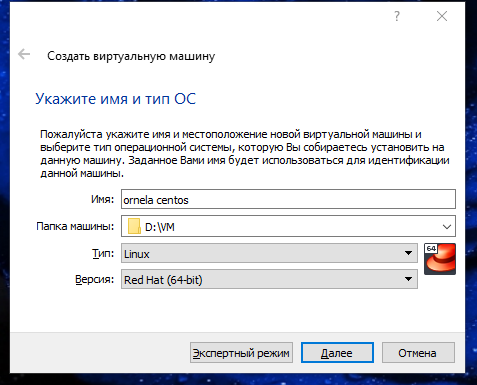 ?
Создать виртуальную машину
Укажите имя и тип ОС
Пожалуйста укажите имя и местоположение новой виртуальной машины и
выберите тип операционной системы, которую Вы собираетесь установить на
данную машину. Заданное Вами имя будет использоваться для идентификации
данной машины.
Имя: ornela centos
Папка машины: D:\VM
Тип: Linux
64
Версия: Red Hat (64-bit)
Экспертный режим Далее Отмена